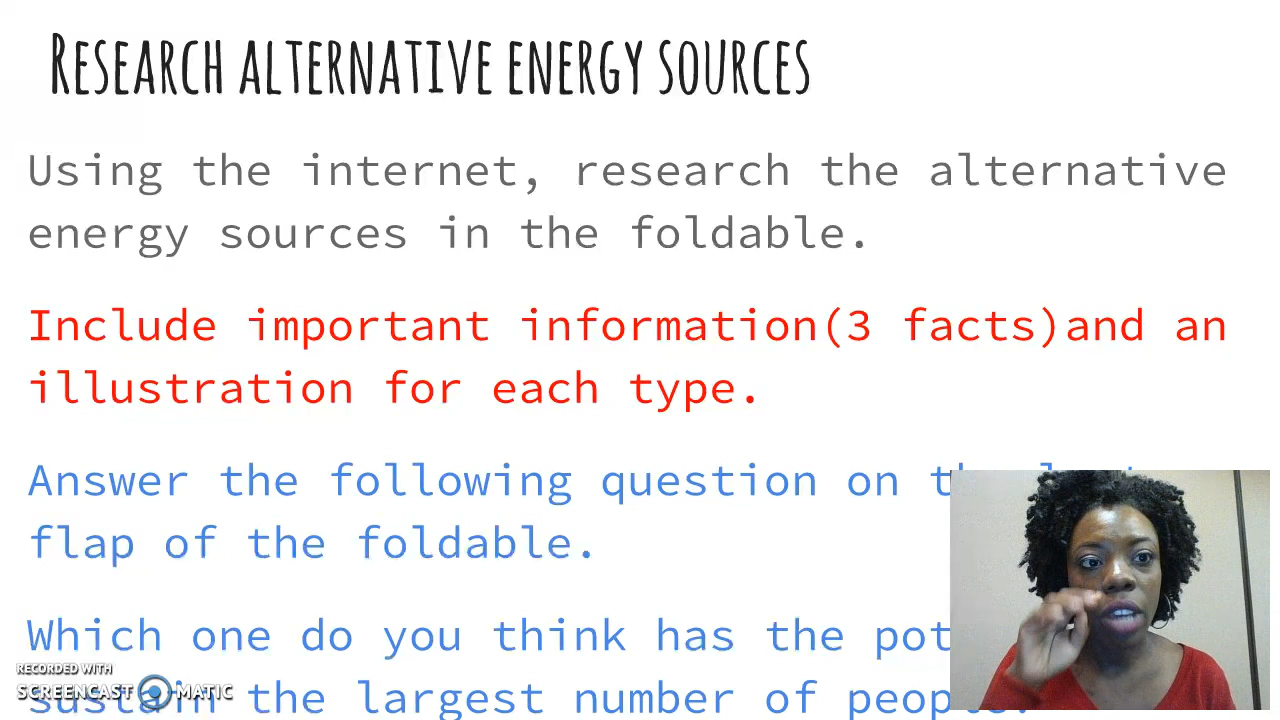 Research alternative energy sources
Using the internet, research the alternative
energy sources in the foldable.
Include important information(3 facts)and an
illustration for each type.
Answer the following question on the last
flap of the foldable.
Which one do you think has the
RECORDED WITH
SCREENCAST MATIC
sustain the largest number of people.